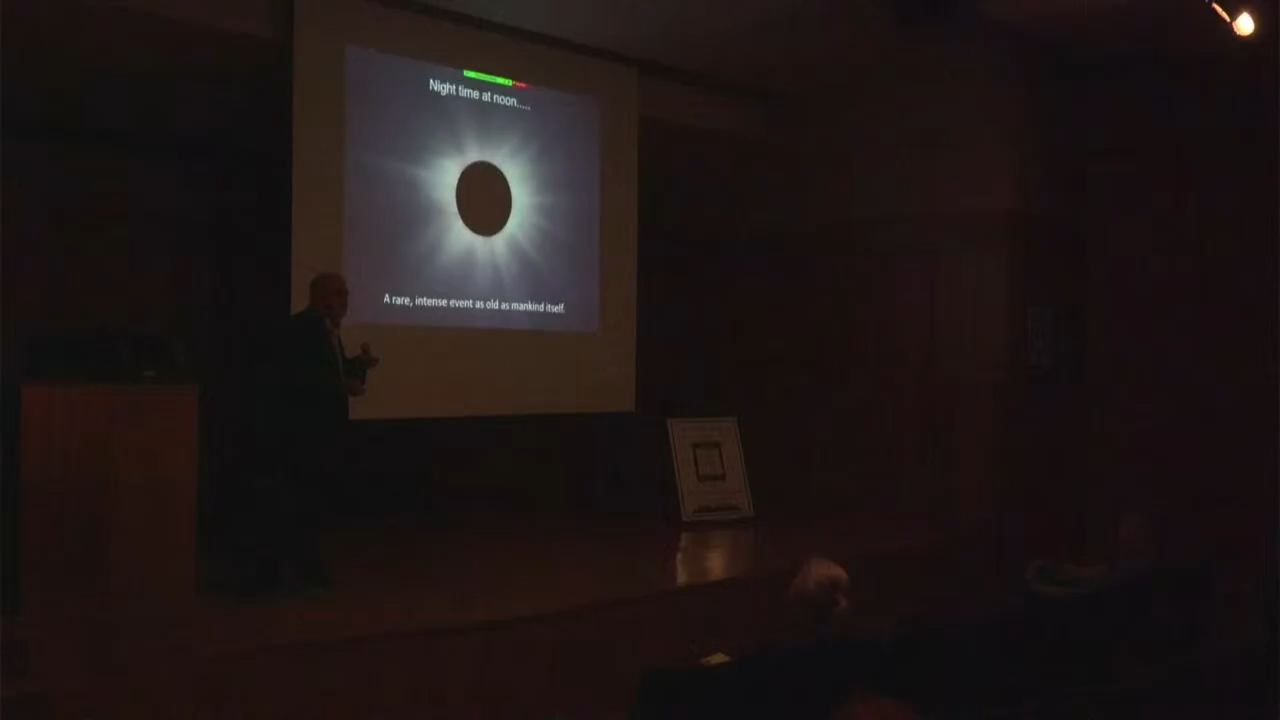 Night time at noon.....
A rare, intense event as old as mankind itself.